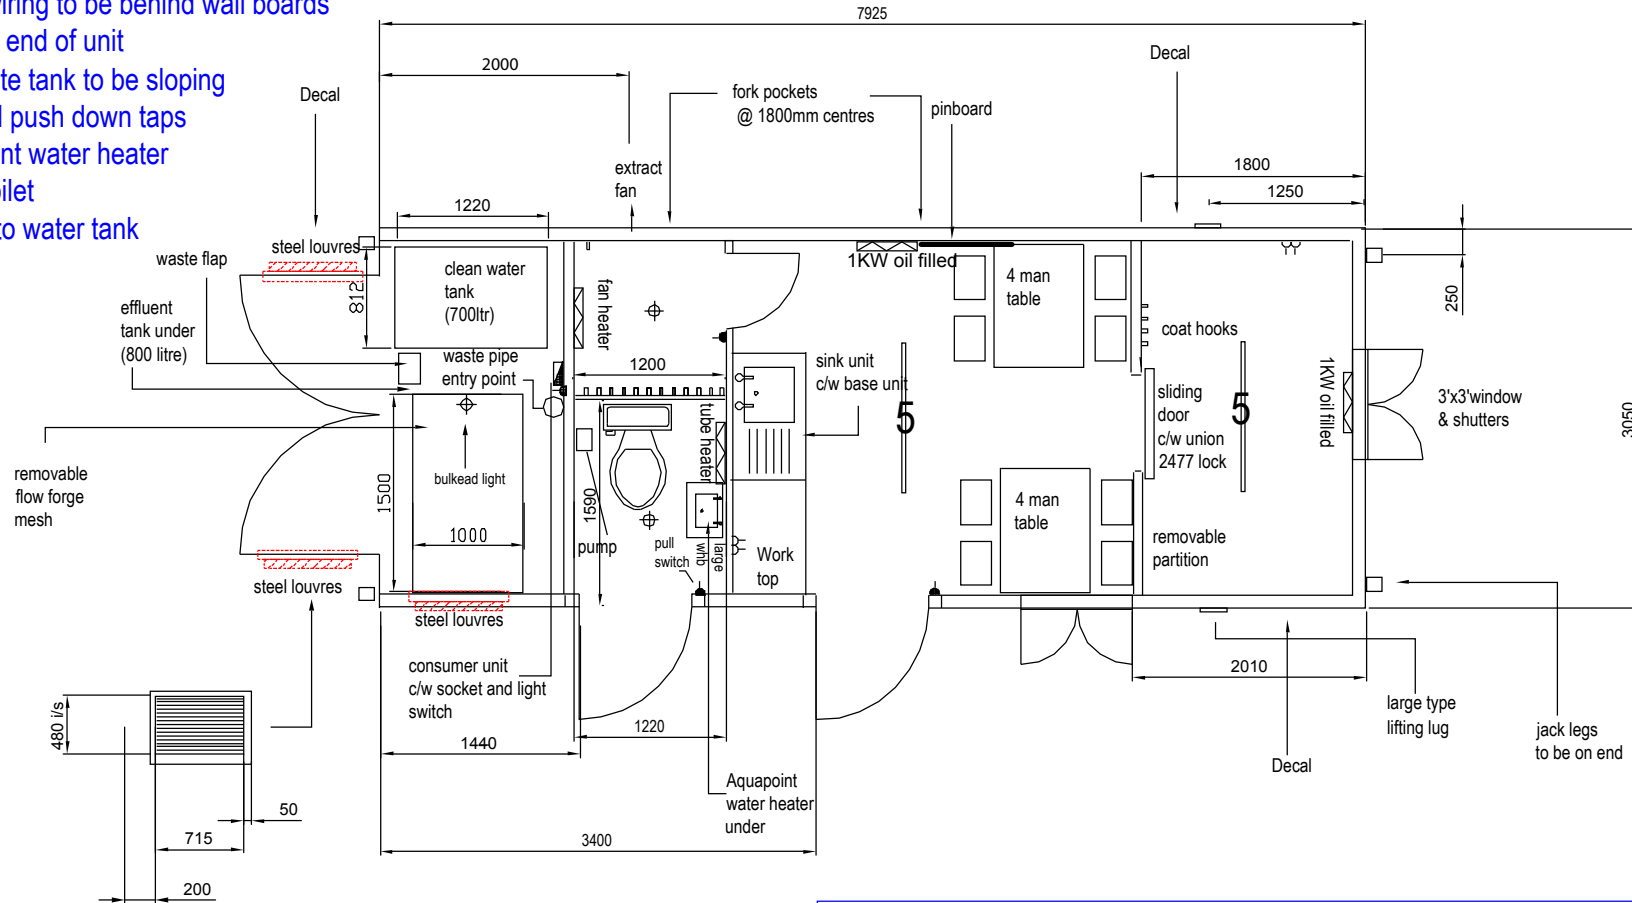 wiring to be behind wall boards
end of unit
te tank to be sloping
push down taps
nt water heater
oilet
to water tank
7925
2000
Decal
Decal
fork pockets
@ 1800mm centres
pinboard
extract
fan
1800
1250
1220
steel louvres
waste flap
812
clean water
tank
(700ltr)
effluent
tank under
(800 litre)
fan heater
1KW oil filled
4 man
table
250
coat hooks
waste pipe
entry point
1200
sink unit
c/w base unit
5
5
sliding
door
c/w union
2477 lock
1KW oil filled
3'x3'window
& shutters
3050
tube heater
removable
flow forge
mesh
bulkead light
1500
1590
1000
4 man
table
pump
pull
switch
large
whb
Work
top
removable
partition
steel louvres
steel louvres
consumer unit
c/w socket and light
switch
2010
480 i/s
1220
1440
large type
lifting lug
jack legs
to be on end
Decal
Aquapoint
water heater
under
50
715
3400
200